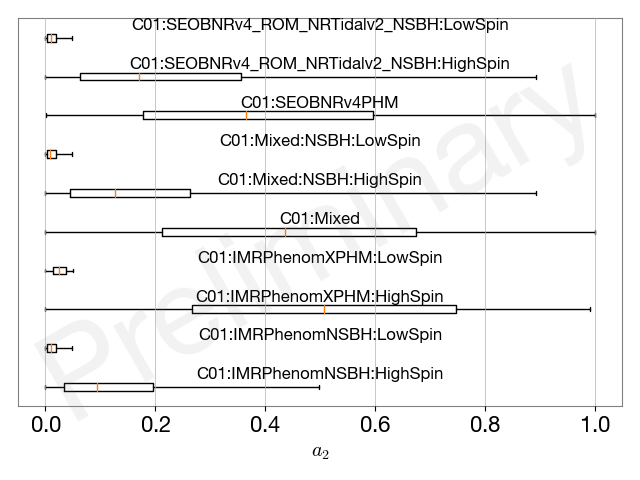 C01:SEOBNRv4_ROM_NRTidalv2_NSBH:LowSpin
C01:SEOBNRv4_ROM_NRTidalv2_NSBH:HighSpin
C01:SEOBNRv4PHM
C01:Mixed:NSBH:LowSpin
C01:Mixed:NSBH:HighSpin
C01:Mixed
C01:IMRPhenomXPHM:LowSpin
C01:IMRPhenomXPHM:HighSpin
C01:IMRPhenomNSBH:LowSpin
C01:IMRPhenomNSBH:HighSpin
Preliminary
0.0 0.2 0.4 0.6 0.8 1.0
a₂